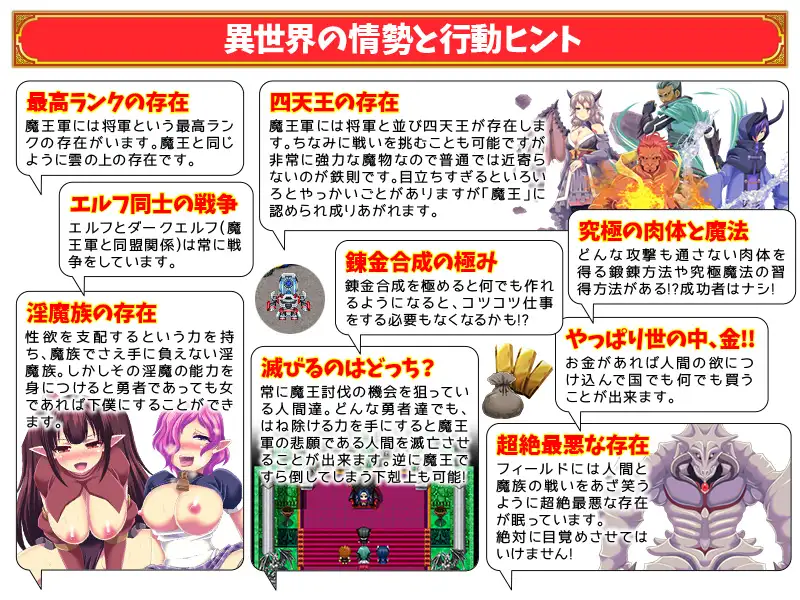 異世界の情勢と行動ヒント
最高ランクの存在
魔王軍には将軍という最高ラン
クの存在がいます。魔王と同じ
ように雲の上の存在です。
四天王の存在
魔王軍には将軍と並び四天王が存在しま
す。ちなみに戦いを挑むことも可能ですが
非常に強力な魔物なので普通では近寄ら
ないのが鉄則です。目立ちすぎるといろい
ろとやっかいごとがありますが「魔王」に
認められ成りあがれます。
エルフ同士の戦争
エルフとダークエルフ(魔
王軍と同盟関係)は常に戦
争をしています。
究極の肉体と魔法
どんな攻撃も通さない肉体を
得る鍛錬方法や究極魔法の習
得方法がある!?成功者はナシ!
錬金合成の極み
錬金合成を極めると何でも作れ
るようになると、コツコツ仕事
をする必要もなくなるかも!?
淫魔族の存在
性欲を支配するという力を持
ち、魔族でさえ手に負えない淫
魔族。しかしその淫魔の能力を
身につけると勇者であっても女
であれば下僕にすることができ
ます。
滅びるのはどっち?
常に魔王討伐の機会を狙ってい
る人間達。どんな勇者達でも、
はね除ける力を手にすると魔王
軍の悲願である人間を滅亡させ
ることが出来ます。逆に魔王で
すら倒してしまう下剋上も可能!
やっぱり世の中、金!!
お金があれば人間の欲につ
け込んで国でも何でも買う
ことが出来ます。
超絶最悪な存在
フィールドには人間と
魔族の戦いをあざ笑う
ように超絶最悪な存在
が眠っています。
絶対に目覚めさせては
いけません!